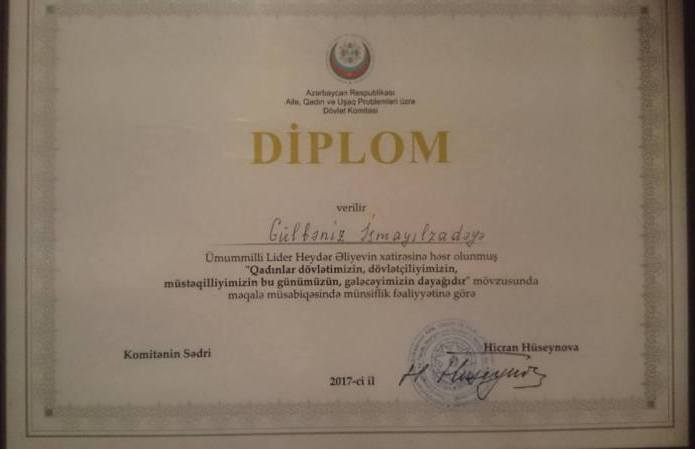 Azərbaycan Respublikası
Ailə, Qadın və Uşaq Problemləri üzrə
Dövlət Komitəsi
DİPLOM
verilir
Gülbəniz İsmayılzadəyə
Ümummilli Lider Heydər Əliyevin xatirəsinə həsr olunmuş
"Qadınlar dövlətimizin, dövlətçiliyimizin,
müstəqilliyimizin bu günümüzün, gələcəyimizin dayağıdır" mövzusunda
məqalə müsabiqəsində münsiflik fəaliyyətinə görə
Komitənin Sədri
Hicran Hüseynova
2017-ci il
H. Hüseynov